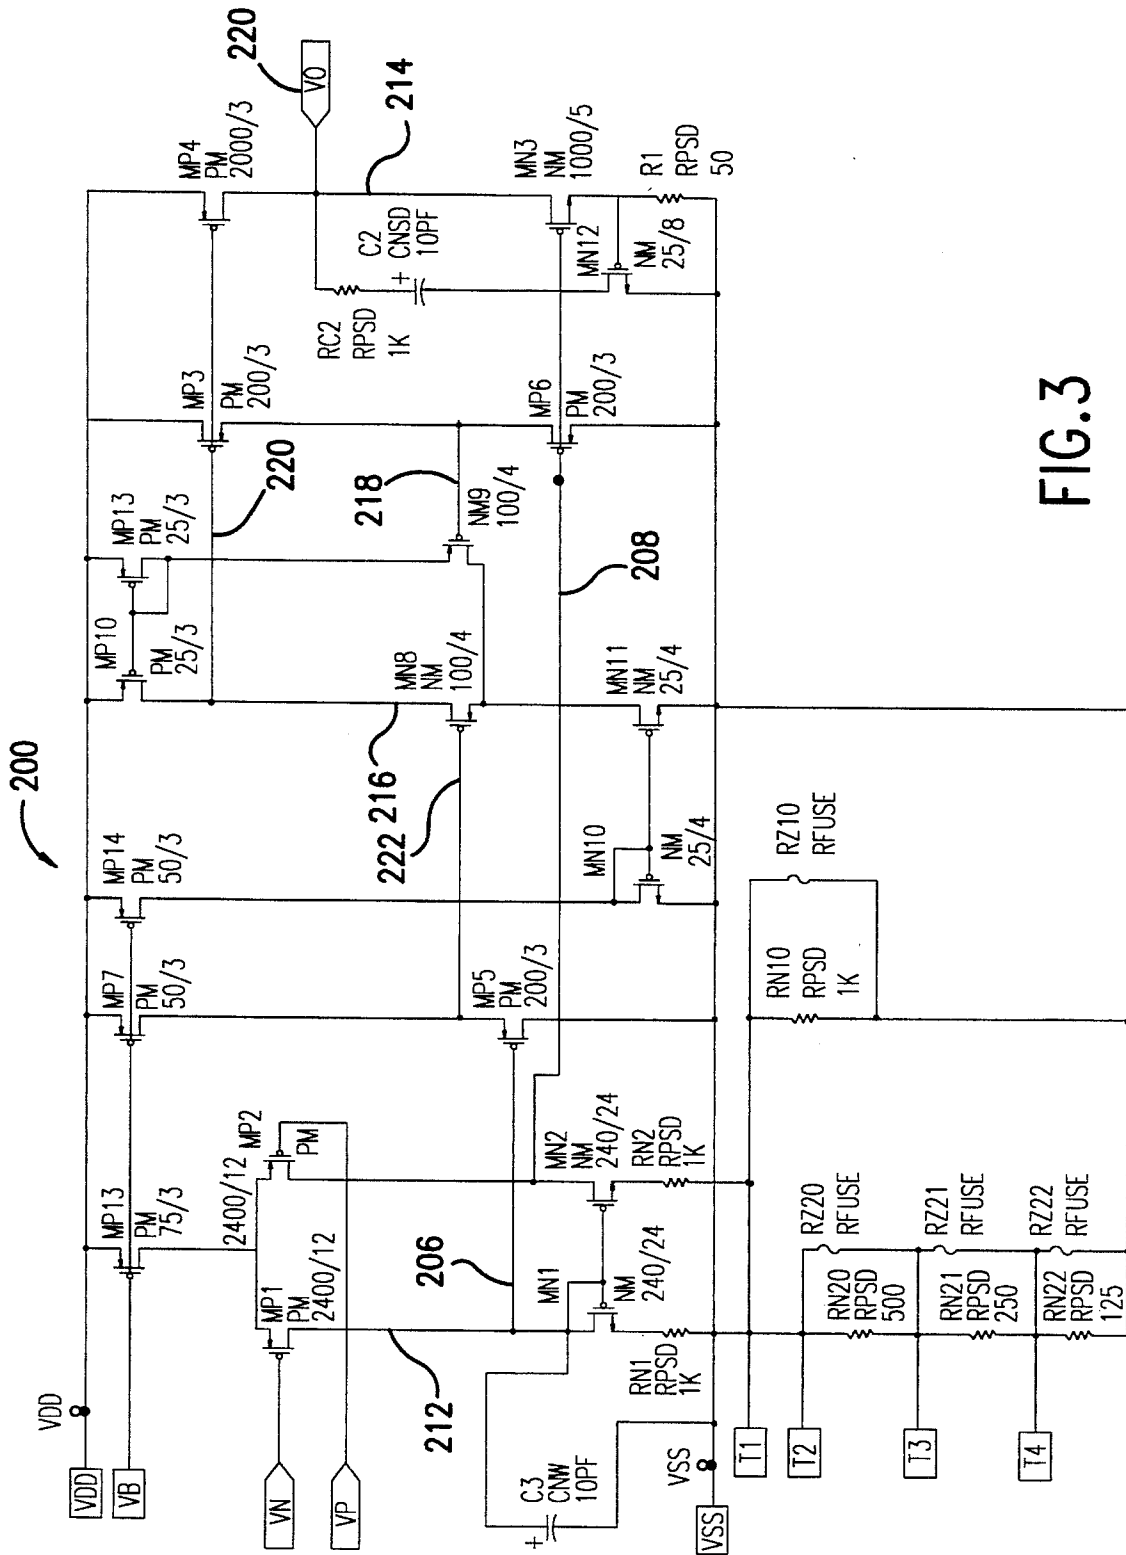 200
VDD
VDD
VB
VN
VP
MP13
PM
75/3
MP7
PM
50/3
MP14
PM
50/3
MP10
PM
25/3
MP13
PM
25/3
MP3
PM
200/3
MP4
PM
2000/3
220
VO
220
214
2400/12
MP2
PM
MP1
PM
2400/12
212
206
222
216
218
208
MN8
NM
100/4
NM9
100/4
RC2
RPSD
1K
C2
CNSD
10PF
+
MP6
PM
200/3
MN3
NM
1000/5
MN12
NM
25/8
R1
RPSD
50
MP5
PM
200/3
MN10
NM
25/4
MN11
NM
25/4
MN1
NM
240/24
MN2
NM
240/24
RN1
RPSD
1K
RN2
RPSD
1K
C3
CNW
10PF
+
VSS
VSS
T1
T2
T3
T4
RN10
RPSD
1K
RZ10
RFUSE
RZ20
RFUSE
RN20
RPSD
500
RZ21
RFUSE
RN21
RPSD
250
RZ22
RFUSE
RN22
RPSD
125
FIG.3